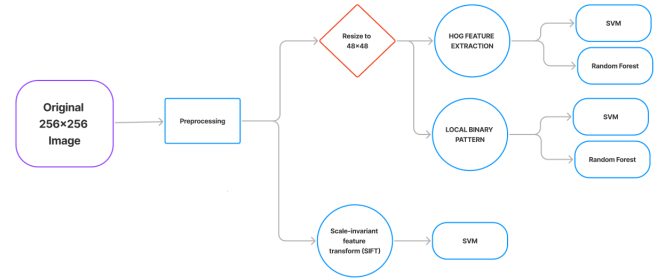 Original
256×256
Image
Preprocessing
Resize to
48×48
HOG FEATURE
EXTRACTION
SVM
Random Forest
LOCAL BINARY
PATTERN
SVM
Random Forest
Scale-invariant
feature
transform (SIFT)
SVM